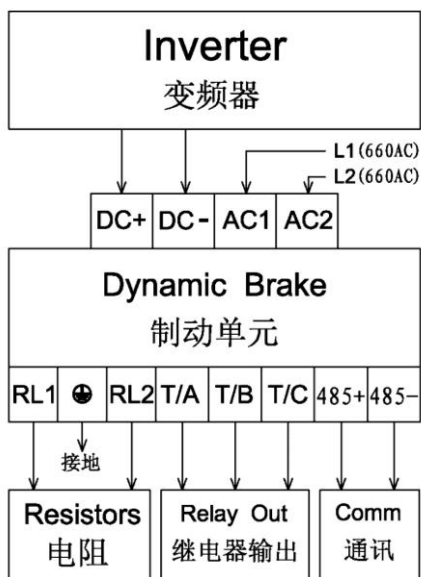 Inverter
变频器
L1(660AC)
L2(660AC)
DC+ DC- AC1 AC2
Dynamic Brake
制动单元
RL1 RL2 T/A T/B T/C 485+ 485-
接地
Resistors Relay Out Comm
电阻 继电器输出 通讯